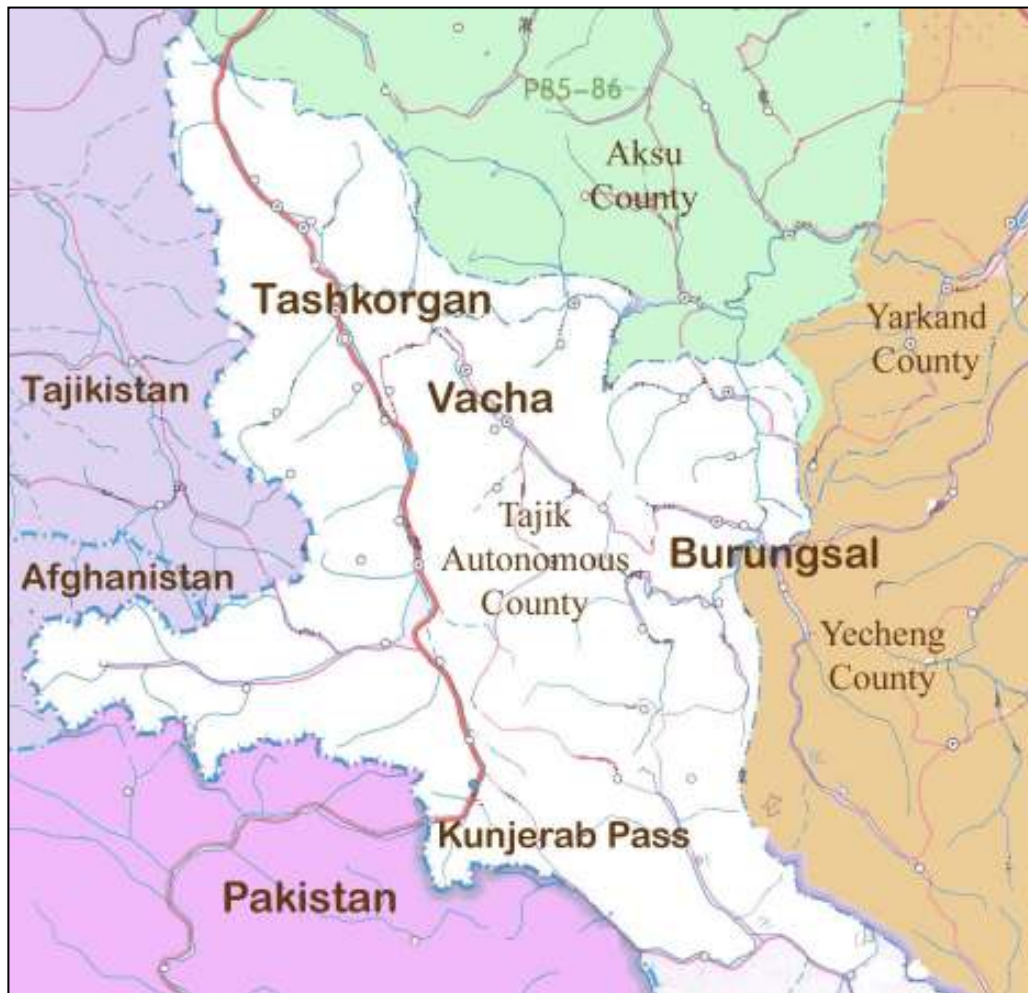 P85-86
Aksu
County
Tashkorgan
Yarkand
County
Tajikistan
Vacha
Tajik
Autonomous
County
Burungsal
Afghanistan
Yecheng
County
Kunjerab Pass
Pakistan